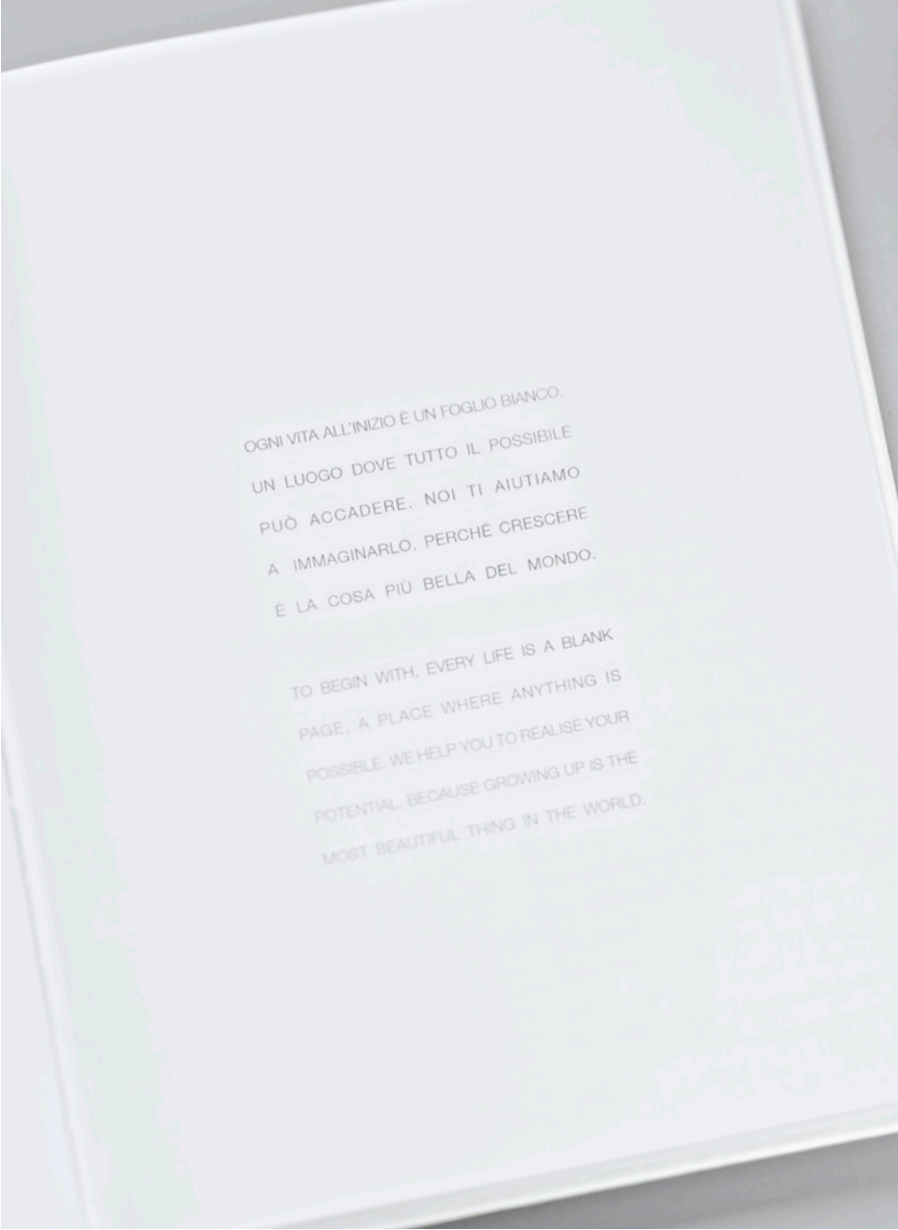 OGNI VITA ALL'INIZIO È UN FOGLIO BIANCO.
UN LUOGO DOVE TUTTO IL POSSIBILE
PUÒ ACCADERE. NOI TI AIUTIAMO
A IMMAGINARLO. PERCHÉ CRESCERE
È LA COSA PIÙ BELLA DEL MONDO.
TO BEGIN WITH, EVERY LIFE IS A BLANK
PAGE, A PLACE WHERE ANYTHING IS
POSSIBLE. WE HELP YOU TO REALISE YOUR
POTENTIAL. BECAUSE GROWING UP IS THE
MOST BEAUTIFUL THING IN THE WORLD.